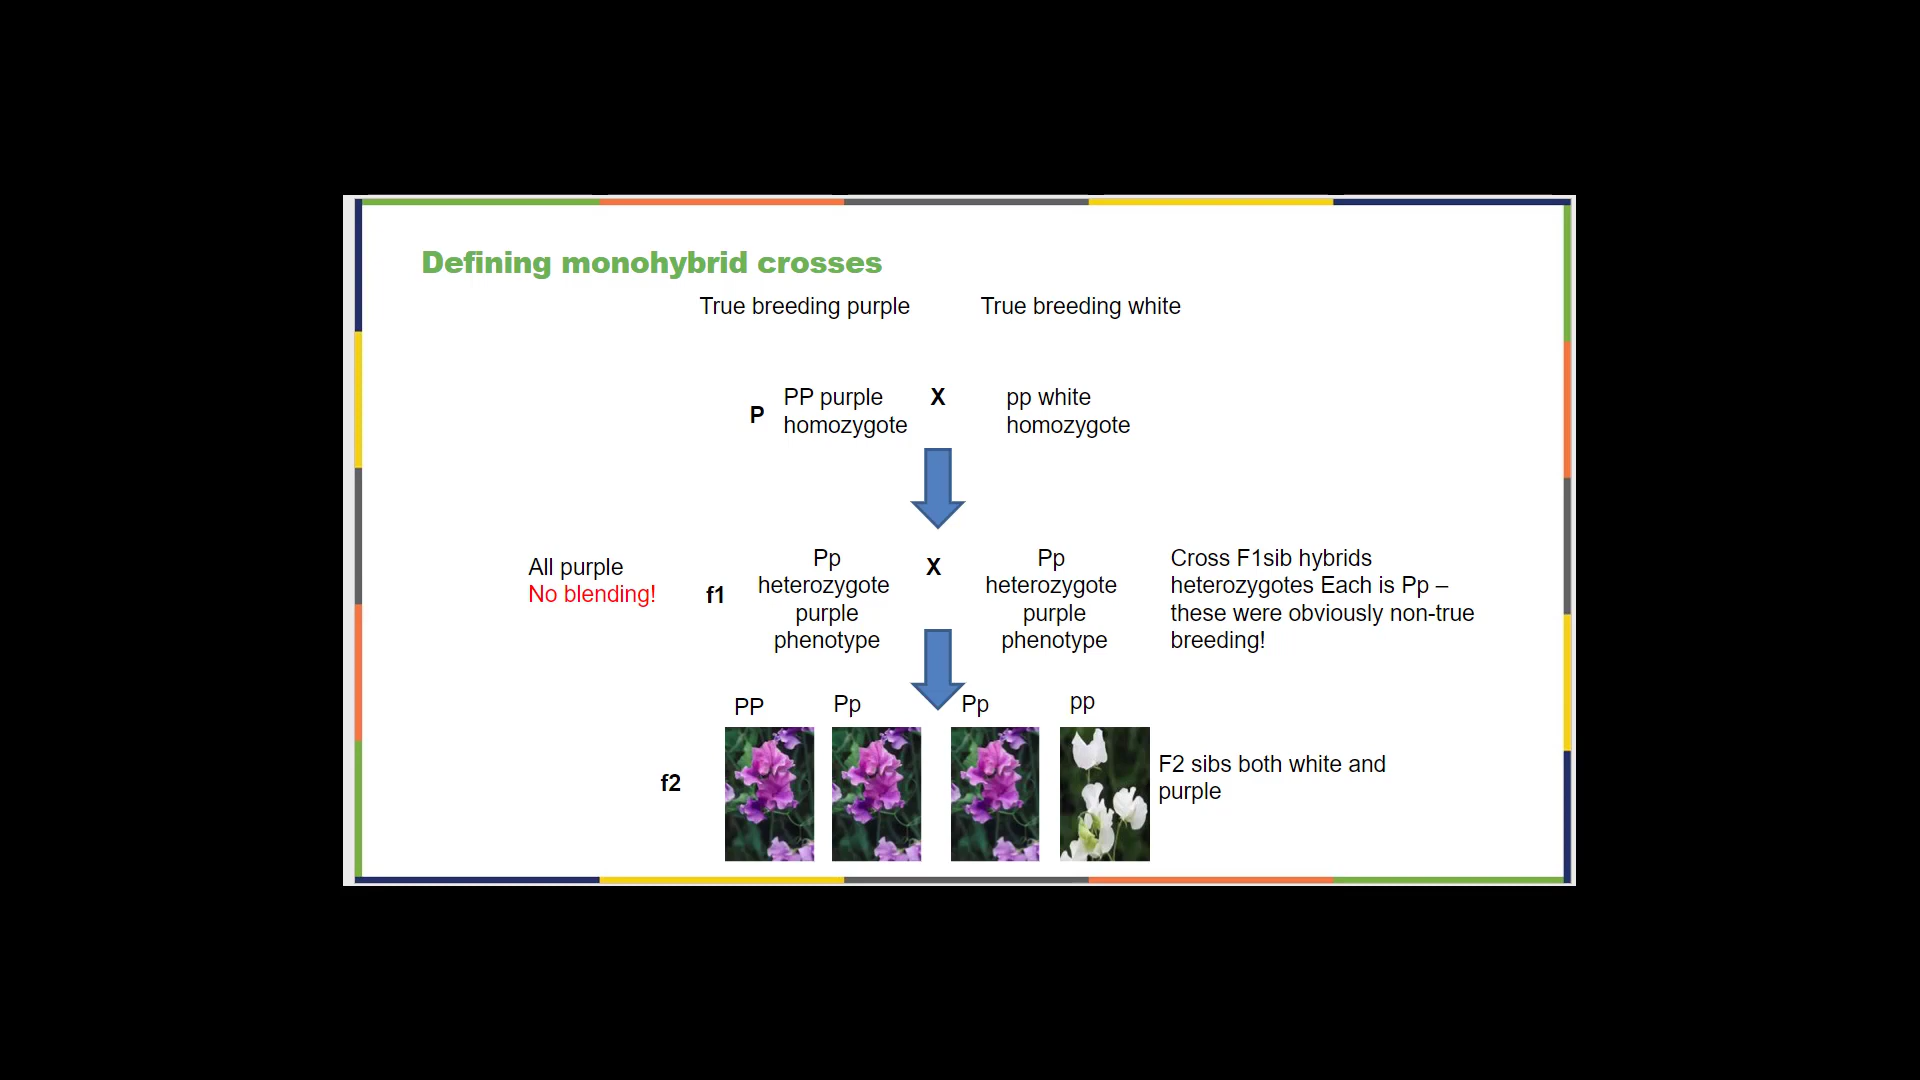 Defining monohybrid crosses
True breeding purple
True breeding white
P
PP purple
homozygote
X
pp white
homozygote
All purple
No blending!
f1
Pp
heterozygote
purple
phenotype
X
Pp
heterozygote
purple
phenotype
Cross F1sib hybrids
heterozygotes Each is Pp –
these were obviously non-true
breeding!
PP
Pp
Pp
pp
f2
F2 sibs both white and
purple